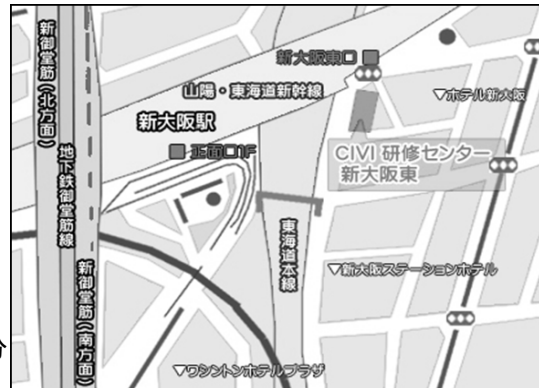 新大阪東口
山陽・東海道新幹線
▽ホテル新大阪
新大阪駅
正面口1F
CIVI 研修センター
新大阪東
新御堂筋(北方面)
地下鉄御堂筋線
新御堂筋(南方面)
東海道本線
▽新大阪ステーションホテル
▽ワシントンホテルプラザ
分